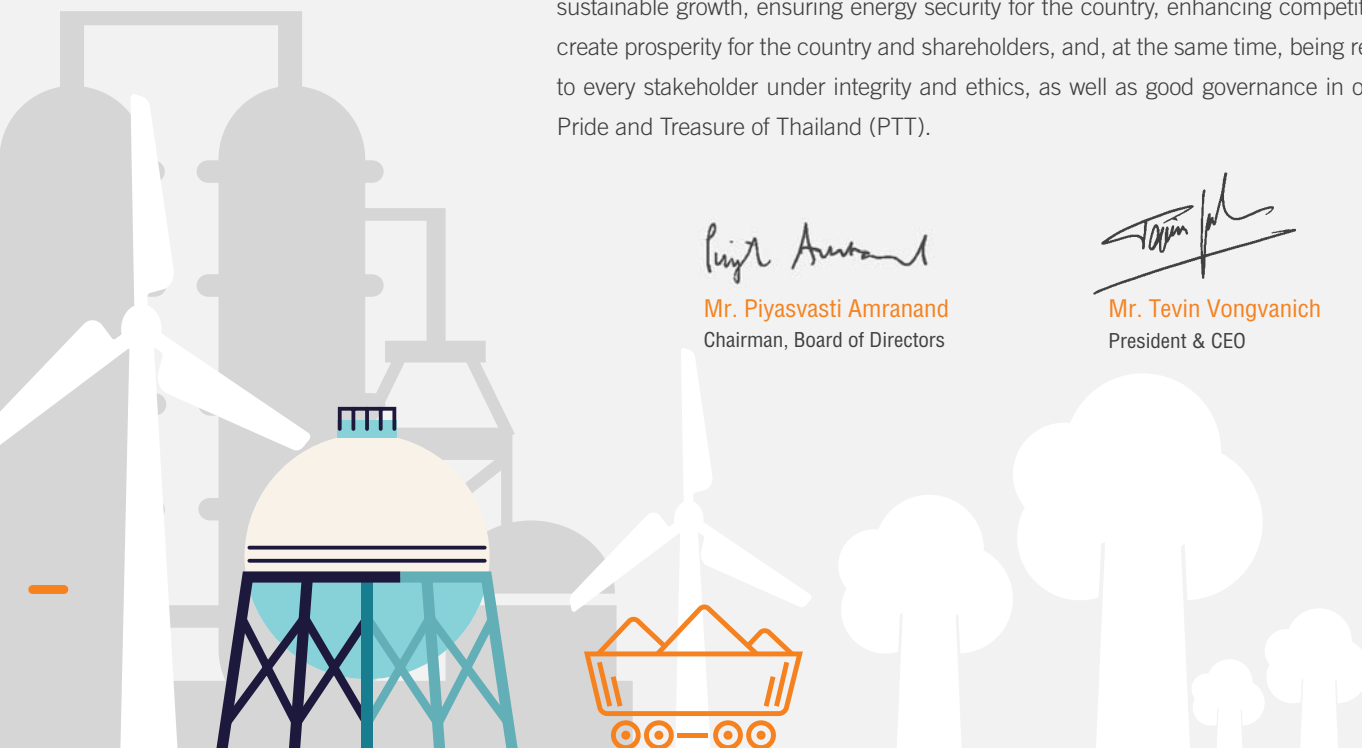 sustainable growth, ensuring energy security for the country, enhancing
create prosperity for the country and shareholders, and, at the same time, being
to every stakeholder under integrity and ethics, as well as good governance in
Pride and Treasure of Thailand (PTT).
Mr. Piyasvasti Amranand
Chairman, Board of Directors
Mr. Tevin Vongvanich
President & CEO